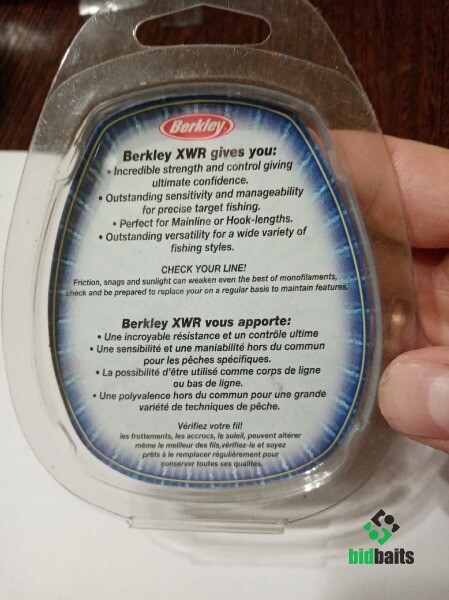 Berkley
Berkley XWR gives you:
• Incredible strength and control giving
ultimate confidence.
• Outstanding sensitivity and manageability
for precise target fishing.
• Perfect for Mainline or Hook-lengths.
• Outstanding versatility for a wide variety of
fishing styles.
CHECK YOUR LINE!
Friction, snags and sunlight can weaken even the best of monofilaments,
check and be prepared to replace your on a regular basis to maintain features.
Berkley XWR vous apporte:
• Une incroyable résistance et un contrôle ultime
• Une sensibilité et une maniabilité hors du commun
pour les pêches spécifiques.
• La possibilité d'être utilisé comme corps de ligne
ou bas de ligne.
• Une polyvalence hors du commun pour une grande
variété de techniques de pêche.
Vérifiez votre fil!
les frottements, les accrocs, le soleil, peuvent altérer
même le meilleur des fils,vérifiez-le et soyez
prêts à le remplacer régulièrement pour
conserver toutes ses qualités.
bidbaits